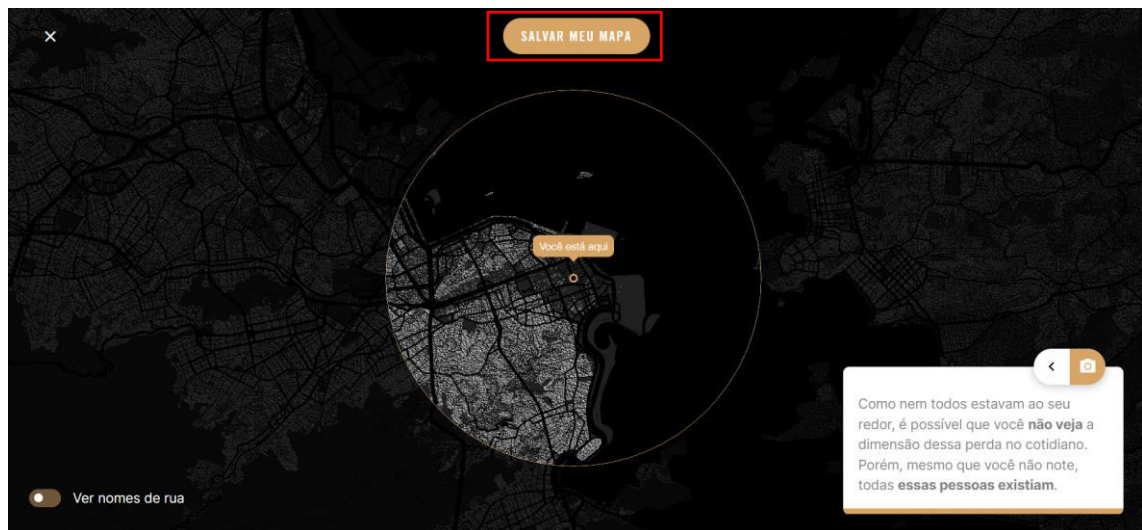 SALVAR MEU MAPA
Você está aqui
Como nem todos estavam ao seu
redor, é possível que você não veja a
dimensão dessa perda no cotidiano.
Porém, mesmo que você não note,
todas essas pessoas existiam.
Ver nomes de rua